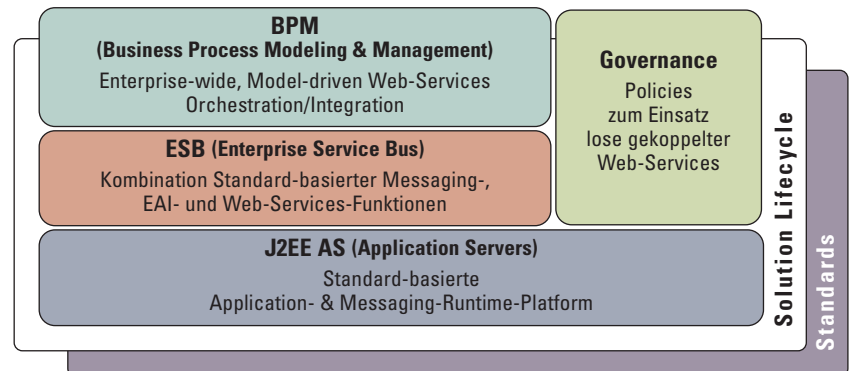 BPM
(Business Process Modeling & Management)
Enterprise-wide, Model-driven Web-Services
Orchestration/Integration
Governance
Policies
zum Einsatz
lose gekoppelter
Web-Services
ESB (Enterprise Service Bus)
Kombination Standard-basierter Messaging-,
EAI- und Web-Services-Funktionen
J2EE AS (Application Servers)
Standard-basierte
Application- & Messaging-Runtime-Platform
Solution Lifecycle
Standards